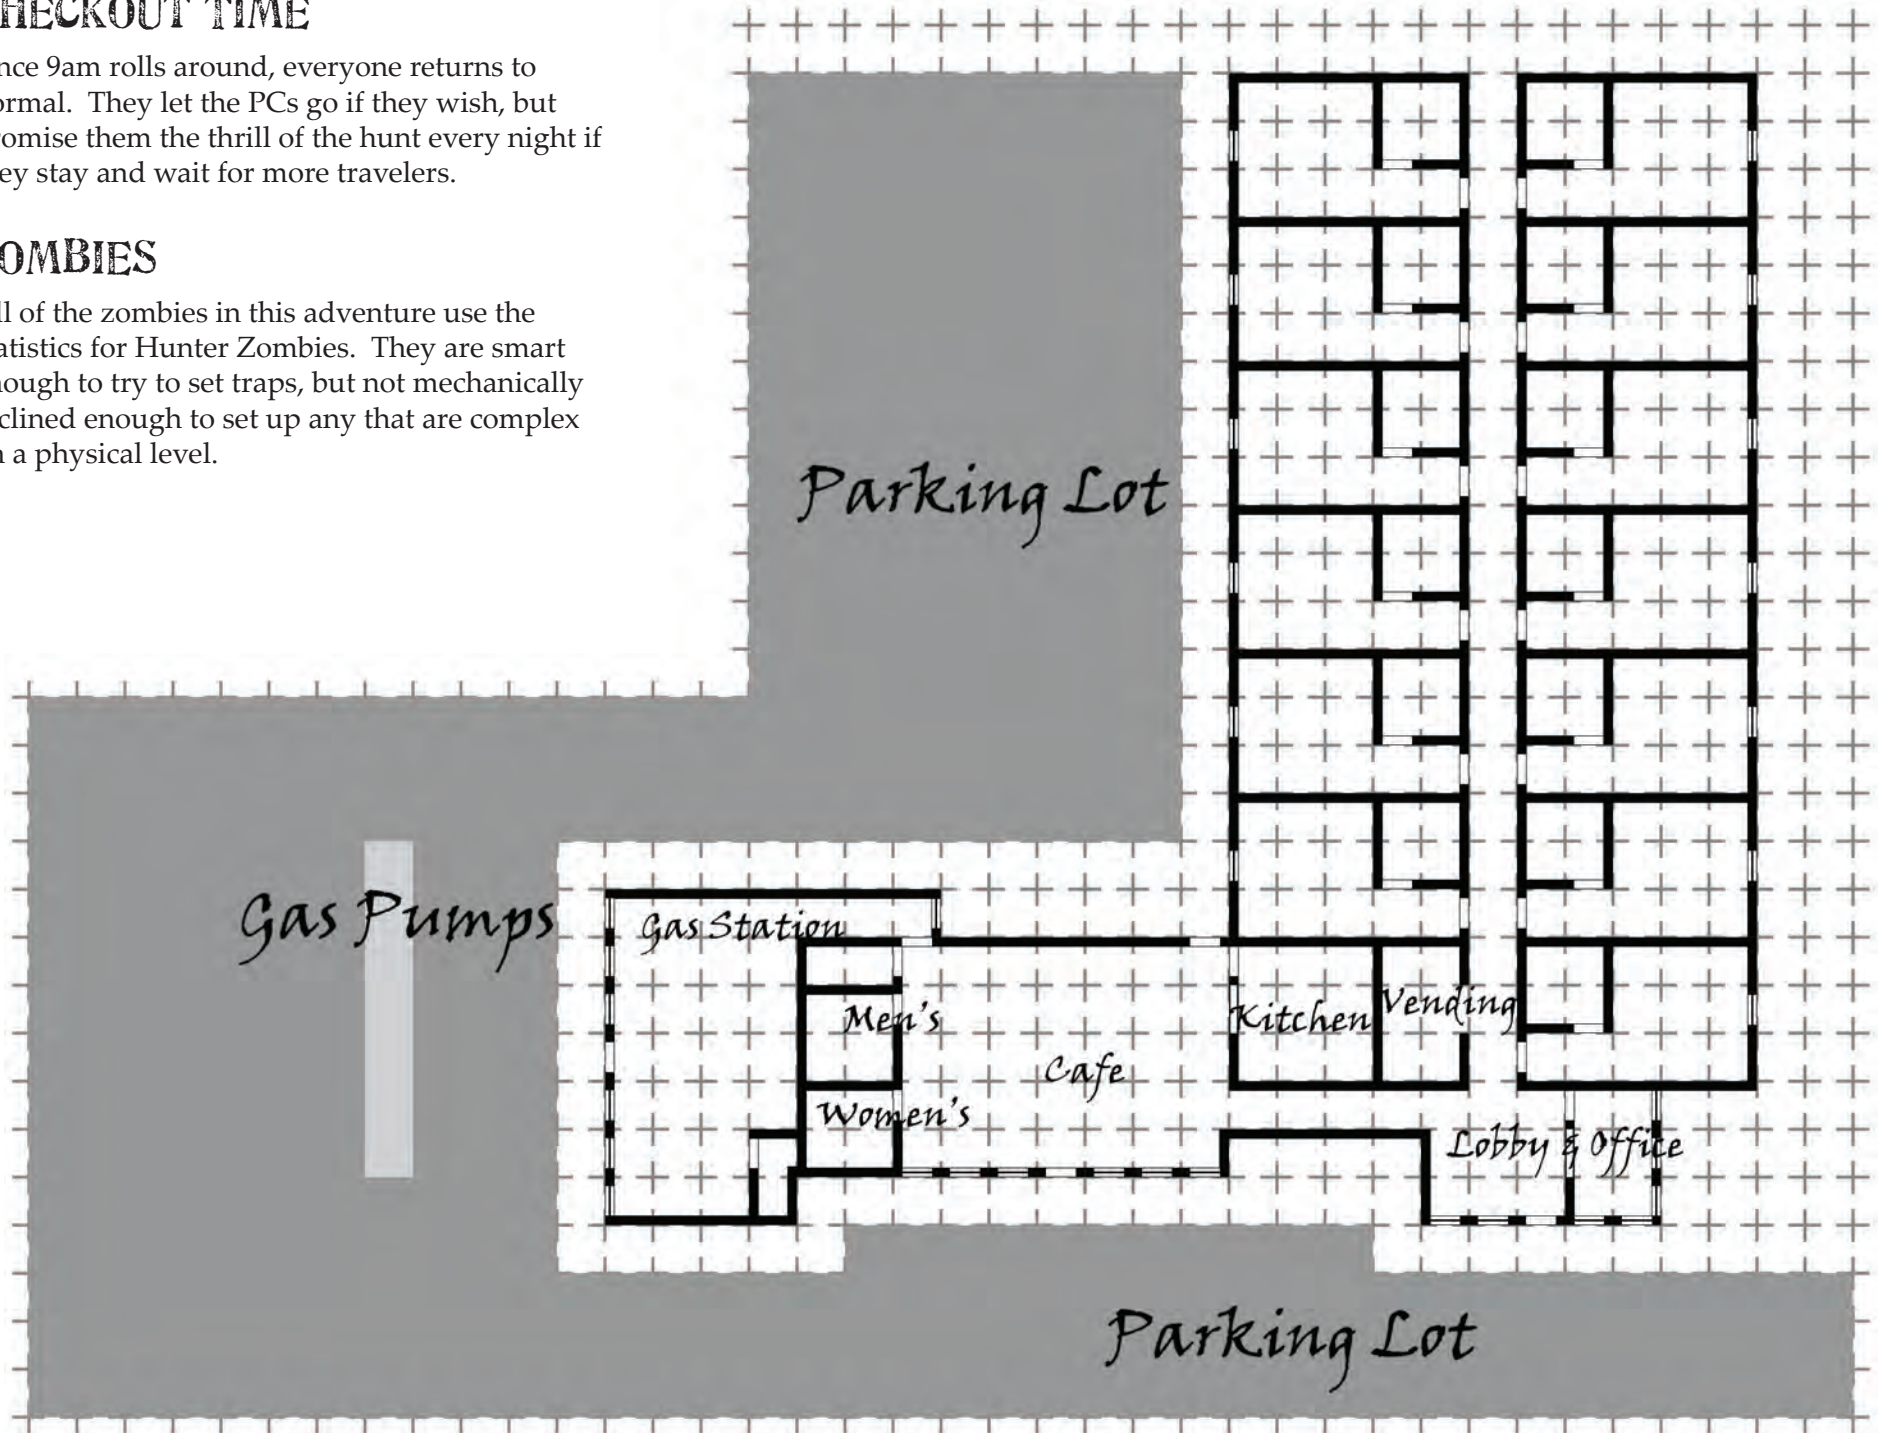 HECKOUT TIME
nce 9am rolls around, everyone returns to
ormal. They let the PCs go if they wish, but
omise them the thrill of the hunt every night if
ey stay and wait for more travelers.
OMBIES
ll of the zombies in this adventure use the
atistics for Hunter Zombies. They are smart
nough to try to set traps, but not mechanically
clined enough to set up any that are complex
n a physical level.
Parking Lot
Gas Pumps
Gas Station
Men's
Women's
Cafe
Kitchen
Vending
Lobby & Office
Parking Lot